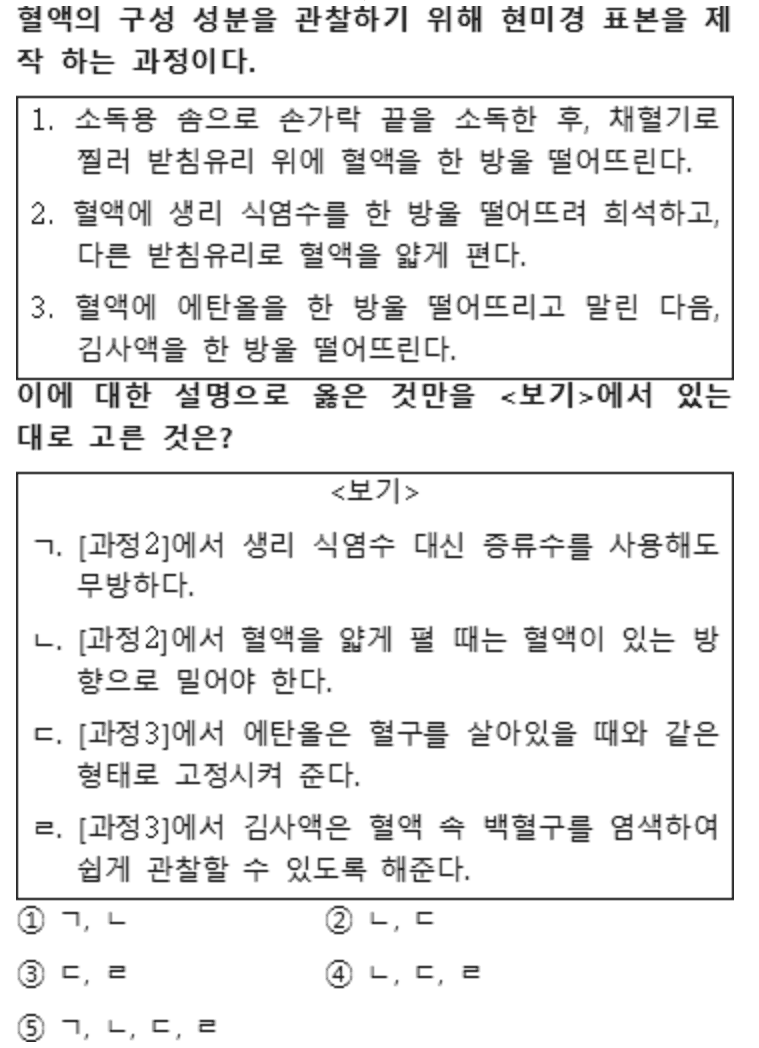 혈액의 구성 성분을 관찰하기 위해 현미경 표본을 제
작 하는 과정이다.
1. 소독용 솜으로 손가락 끝을 소독한 후, 채혈기로
찔러 받침유리 위에 혈액을 한 방울 떨어뜨린다.
2. 혈액에 생리 식염수를 한 방울 떨어뜨려 희석하고,
다른 받침유리로 혈액을 얇게 편다.
3. 혈액에 에탄올을 한 방울 떨어뜨리고 말린 다음,
김사액을 한 방울 떨어뜨린다.
이에 대한 설명으로 옳은 것만을 <보기>에서 있는
대로 고른 것은?
<보기>
ㄱ. [과정2]에서 생리 식염수 대신 증류수를 사용해도
무방하다.
ㄴ. [과정2]에서 혈액을 얇게 펼 때는 혈액이 있는 방
향으로 밀어야 한다.
ㄷ. [과정3]에서 에탄올은 혈구를 살아있을 때와 같은
형태로 고정시켜 준다.
ㄹ. [과정3]에서 김사액은 혈액 속 백혈구를 염색하여
쉽게 관찰할 수 있도록 해준다.
① ㄱ, ㄴ ② ㄴ, ㄷ
③ ㄷ, ㄹ ④ ㄴ, ㄷ, ㄹ
⑤ ㄱ, ㄴ, ㄷ, ㄹ